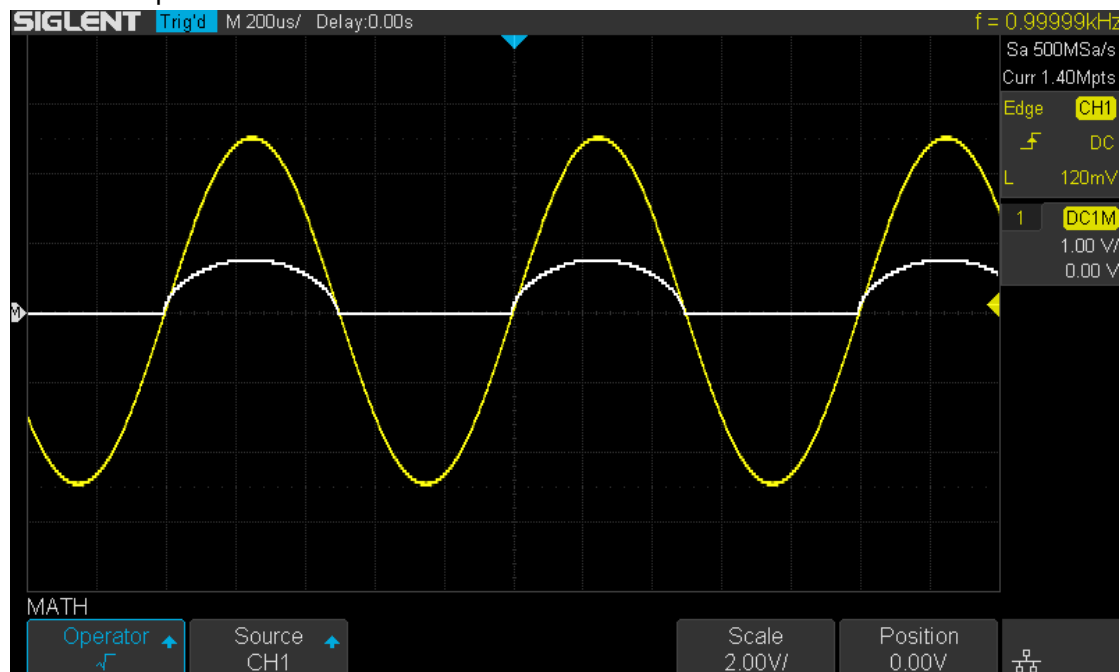 SIGLENT Trig'd M 200us/ Delay:0.00s f = 0.99999kHz
Sa 500MSa/s
Curr 1.40Mpts
Edge CH1
DC
L 120mV
1 DC1M
1.00 V/
0.00 V
M
MATH
Operator Source Scale Position
√ CH1 2.00V/ 0.00V